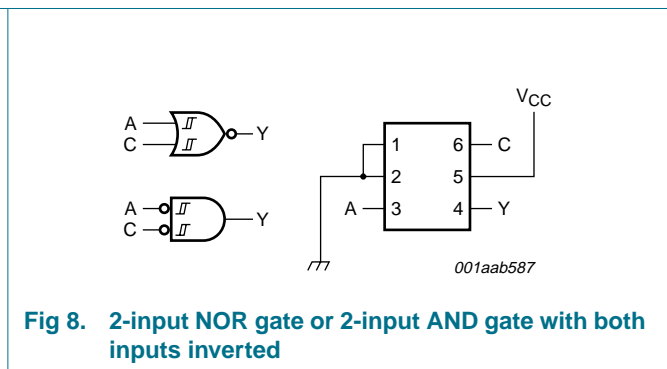 A
C
Y
A
C
Y
VCC
1
2
A
3
6
C
5
4
Y
001aab587
Fig 8. 2-input NOR gate or 2-input AND gate with both
inputs inverted